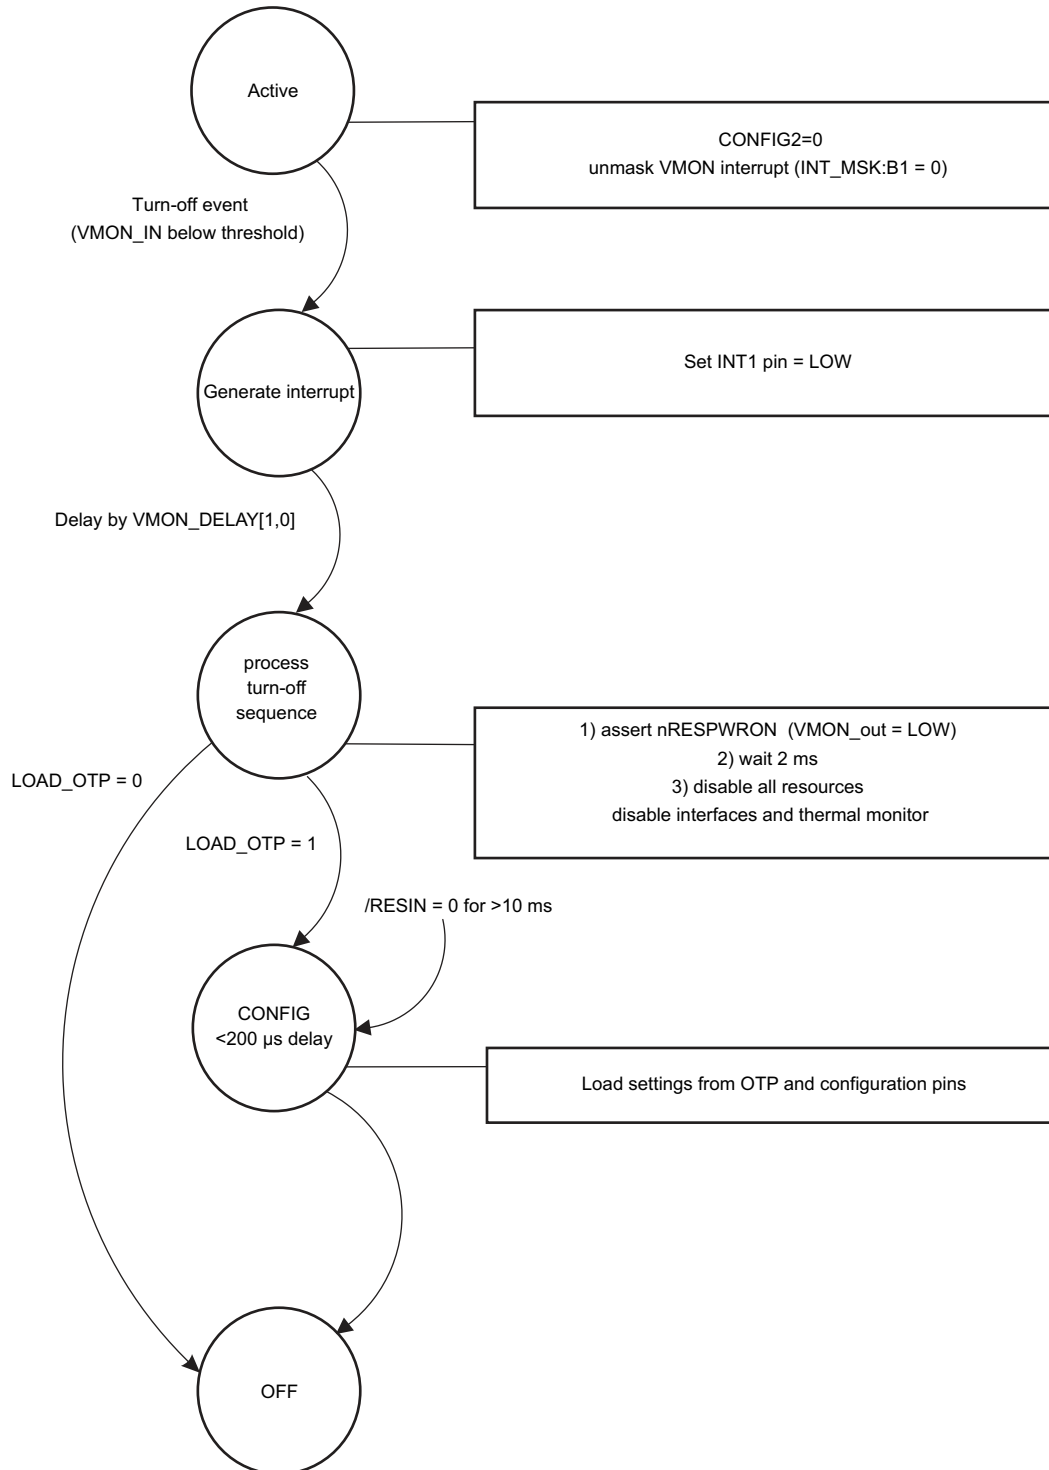 Active
CONFIG2=0
unmask VMON interrupt (INT_MSK:B1 = 0)
Turn-off event
(VMON_IN below threshold)
Generate interrupt
Set INT1 pin = LOW
Delay by VMON_DELAY[1,0]
process
turn-off
sequence
1) assert nRESPWRON (VMON_out = LOW)
2) wait 2 ms
3) disable all resources
disable interfaces and thermal monitor
LOAD_OTP = 0
LOAD_OTP = 1
/RESIN = 0 for >10 ms
CONFIG
<200 µs delay
Load settings from OTP and configuration pins
OFF